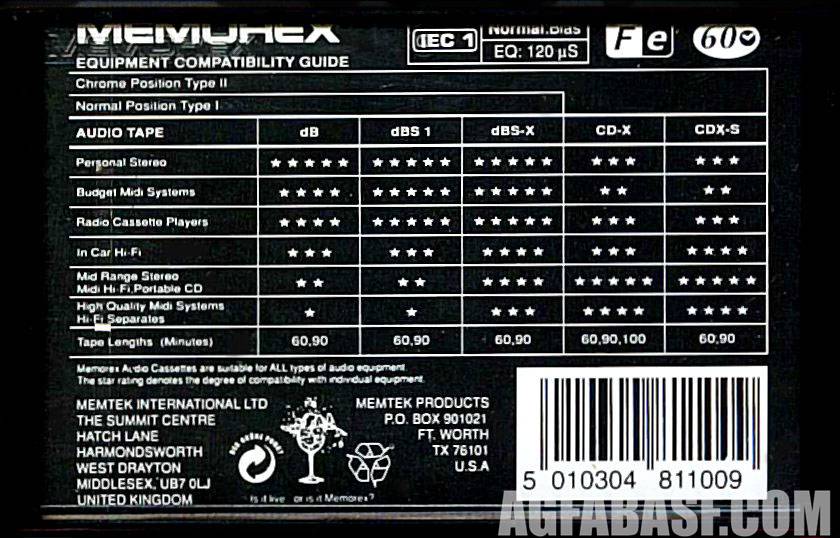 MEMOREX
IEC 1
Normal.Bias
EQ: 120 µS
Fe
60
EQUIPMENT COMPATIBILITY GUIDE
Chrome Position Type II
Normal Position Type I
AUDIO TAPE dB dBS 1 dBS-X CD-X CDX-S
Personal Stereo ★★★★★ ★★★★★ ★★★★★ ★★★ ★★★
Budget Midi Systems ★★★★ ★★★★★ ★★★★★ ★★ ★★
Radio Cassette Players ★★★★ ★★★★★ ★★★★★ ★★★ ★★★
In Car Hi-Fi ★★★ ★★★ ★★★★ ★★★ ★★★★
Mid Range Stereo
Midi Hi-Fi,Portable CD ★★ ★★ ★★★★ ★★★★★ ★★★★★
High Quality Midi Systems
Hi-Fi Separates ★ ★ ★★★ ★★★★ ★★★★
Tape Lengths (Minutes) 60,90 60,90 60,90 60,90,100 60,90
Memorex Audio Cassettes are suitable for ALL types of audio equipment.
The star rating denotes the degree of compatibility with individual equipment.
MEMTEK INTERNATIONAL LTD
THE SUMMIT CENTRE
HATCH LANE
HARMONDSWORTH
WEST DRAYTON
MIDDLESEX, UB7 0LJ
UNITED KINGDOM
DER GRÜNE PUNKT
Is it live or is it Memorex?
MEMTEK PRODUCTS
P.O. BOX 901021
FT. WORTH
TX 76101
U.S.A
5 010304 811009
AGFABASF.COM